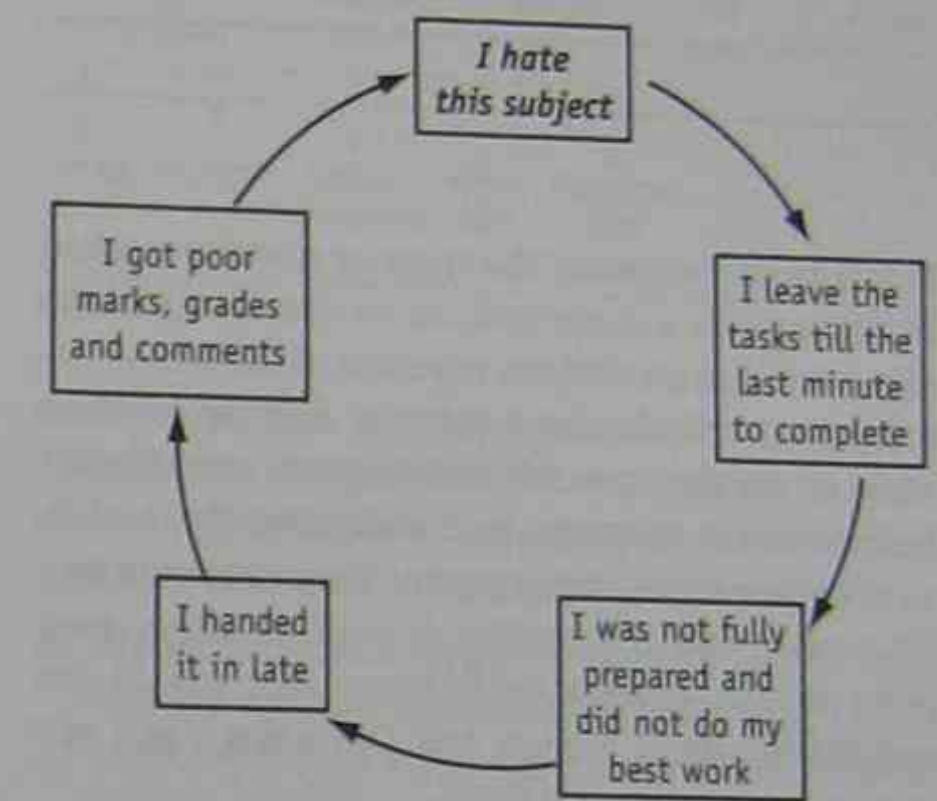 I hate
this subject
I leave the
tasks till the
last minute
to complete
I was not fully
prepared and
did not do my
best work
I handed
it in late
I got poor
marks, grades
and comments